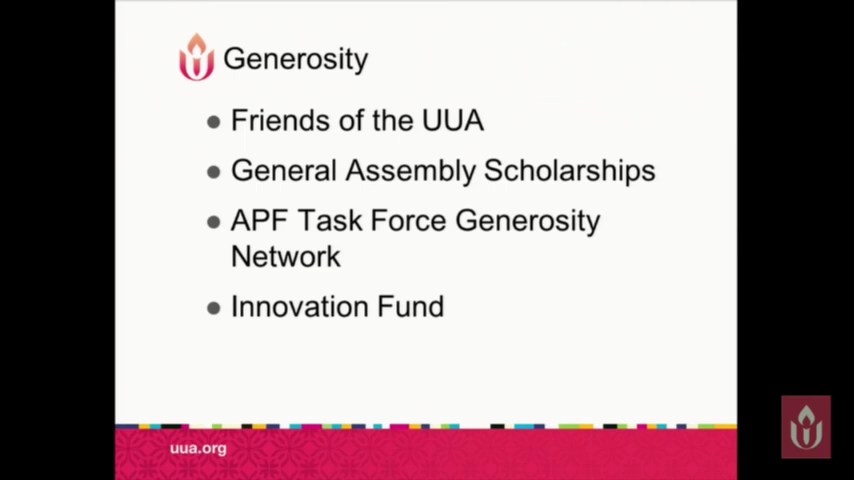 Generosity
Friends of the UUA
General Assembly Scholarships
APF Task Force Generosity
Network
Innovation Fund
uua.org